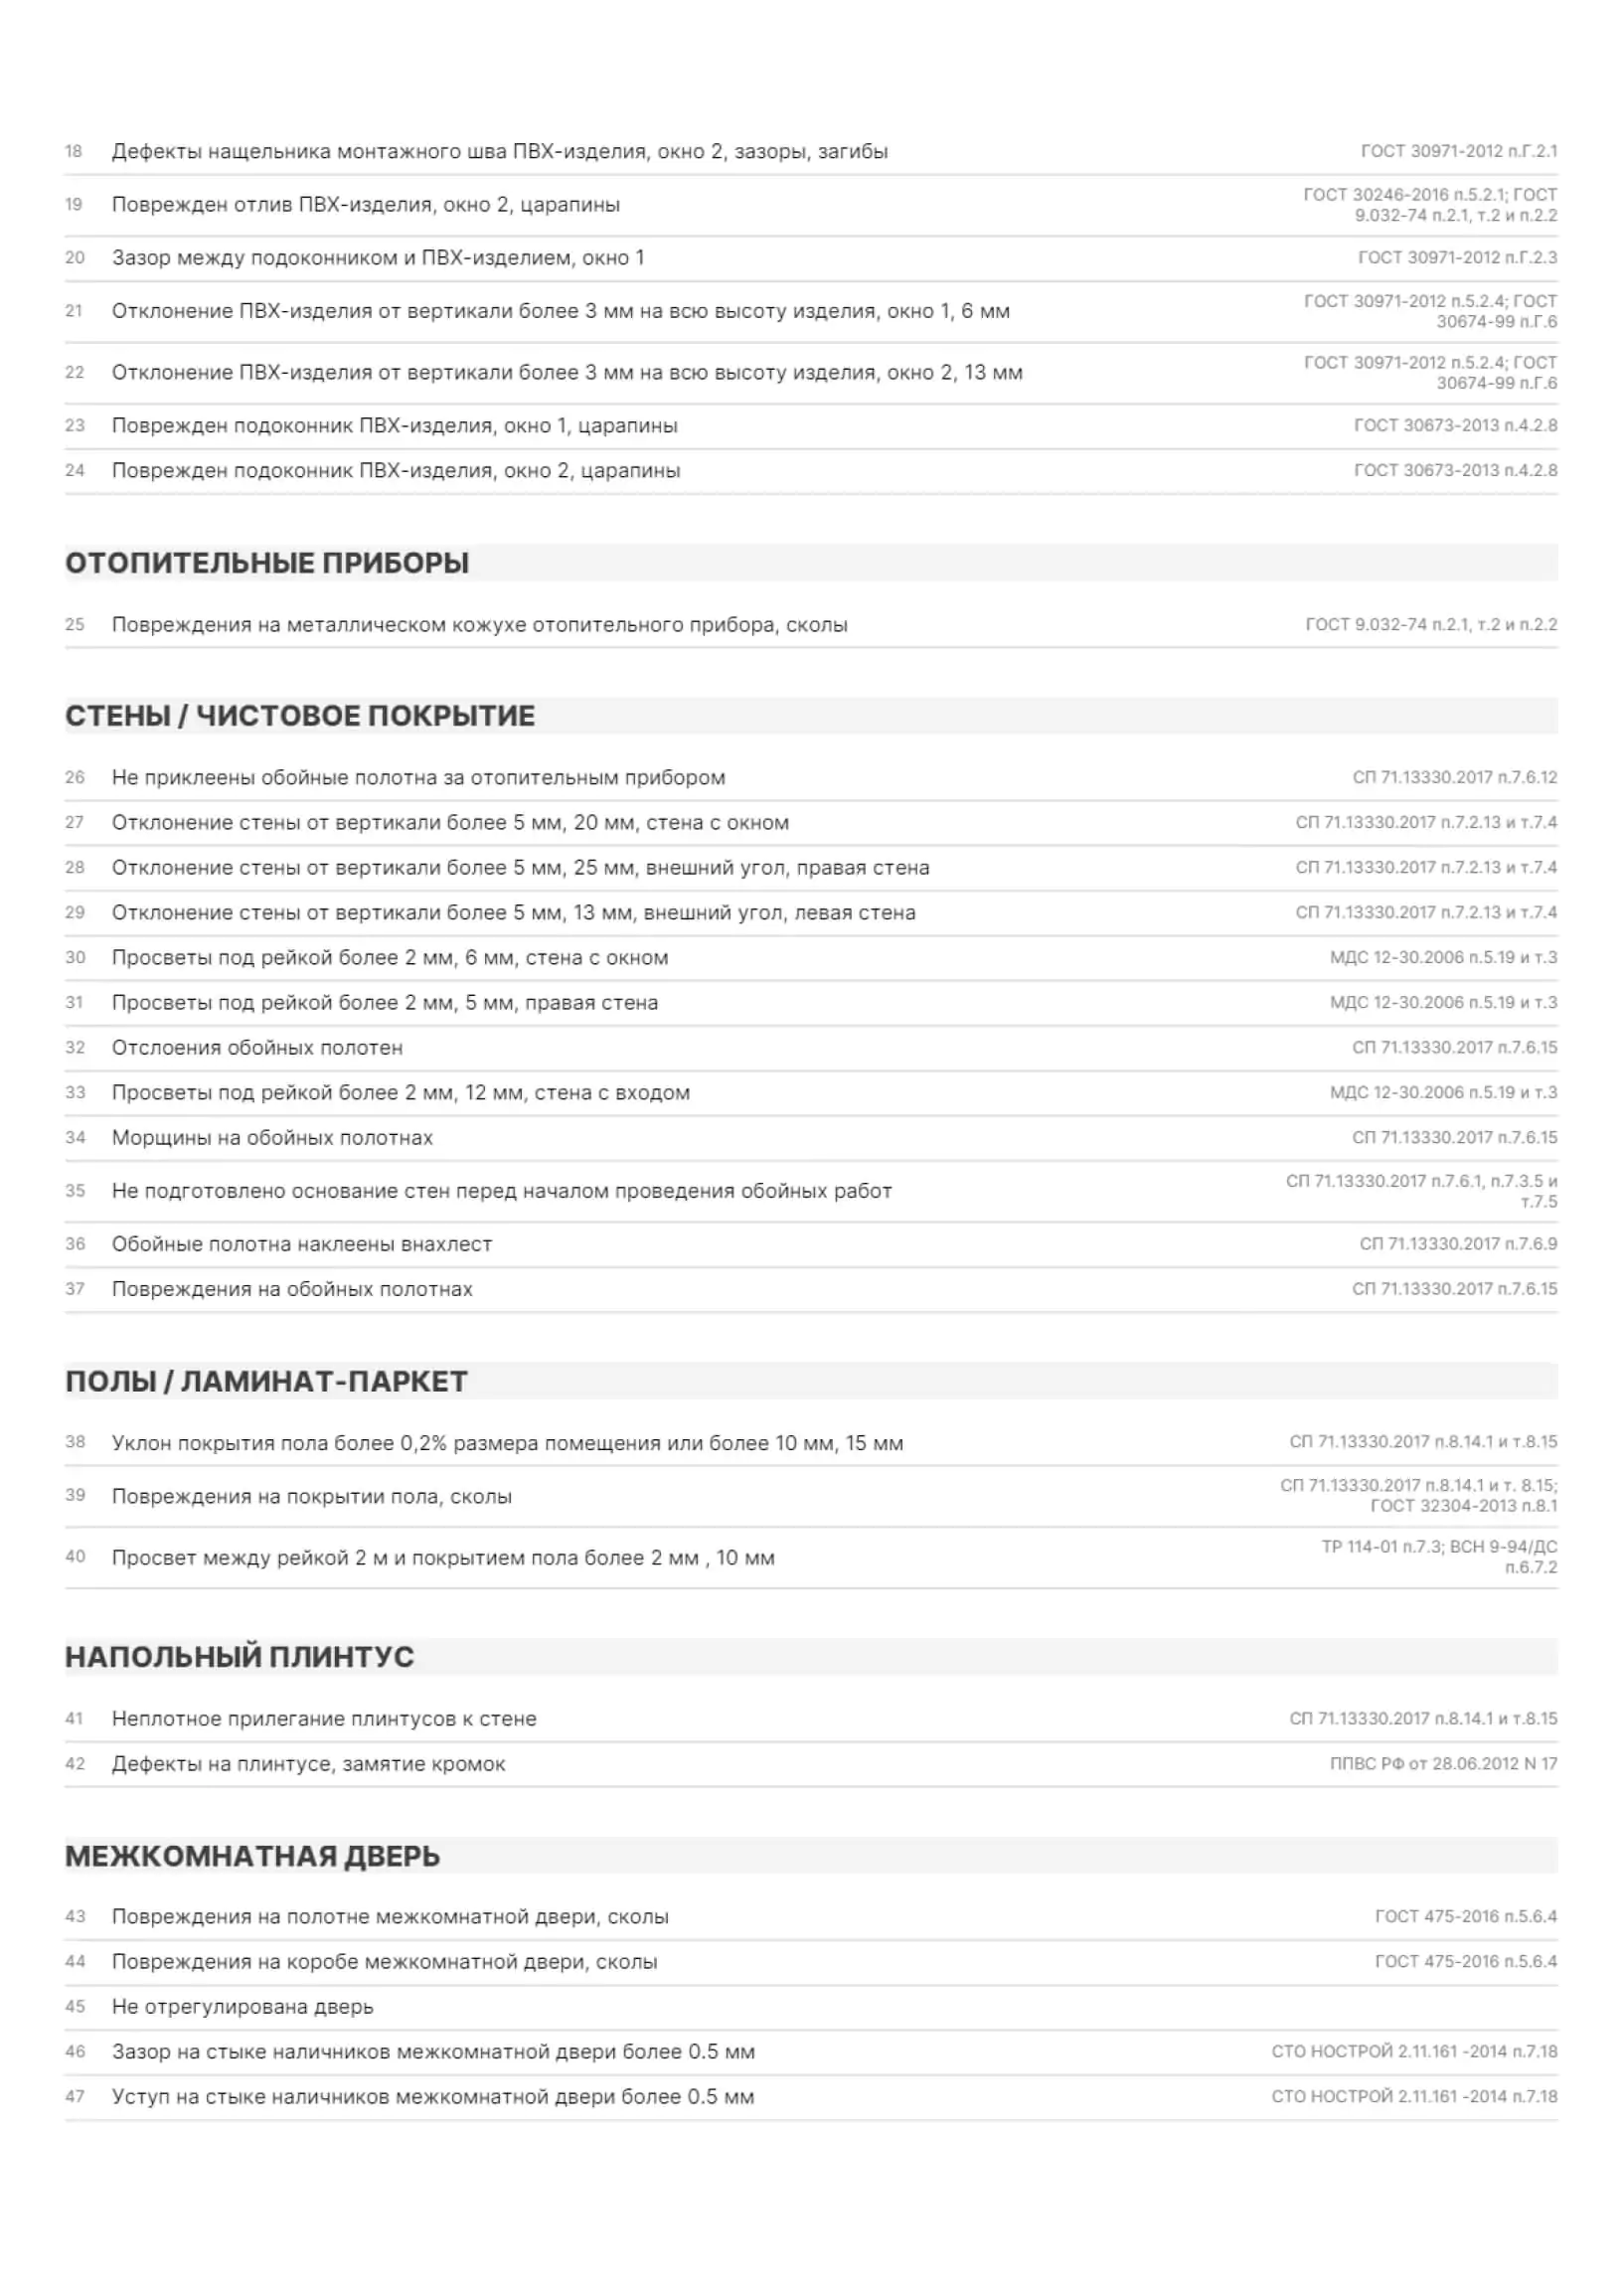 18 Дефекты нащельника монтажного шва ПВХ-изделия, окно 2, зазоры, загибы ГОСТ 30971-2012 п.Г.2.1
19 Поврежден отлив ПВХ-изделия, окно 2, царапины ГОСТ 30246-2016 п.5.2.1; ГОСТ
9.032-74 п.2.1, т.2 и п.2.2
20 Зазор между подоконником и ПВХ-изделием, окно 1 ГОСТ 30971-2012 п.Г.2.3
21 Отклонение ПВХ-изделия от вертикали более 3 мм на всю высоту изделия, окно 1, 6 мм ГОСТ 30971-2012 п.5.2.4; ГОСТ
30674-99 п.Г.6
22 Отклонение ПВХ-изделия от вертикали более 3 мм на всю высоту изделия, окно 2, 13 мм ГОСТ 30971-2012 п.5.2.4; ГОСТ
30674-99 п.Г.6
23 Поврежден подоконник ПВХ-изделия, окно 1, царапины ГОСТ 30673-2013 п.4.2.8
24 Поврежден подоконник ПВХ-изделия, окно 2, царапины ГОСТ 30673-2013 п.4.2.8
ОТОПИТЕЛЬНЫЕ ПРИБОРЫ
25 Повреждения на металлическом кожухе отопительного прибора, сколы ГОСТ 9.032-74 п.2.1, т.2 и п.2.2
СТЕНЫ / ЧИСТОВОЕ ПОКРЫТИЕ
26 Не приклеены обойные полотна за отопительным прибором СП 71.13330.2017 п.7.6.12
27 Отклонение стены от вертикали более 5 мм, 20 мм, стена с окном СП 71.13330.2017 п.7.2.13 и т.7.4
28 Отклонение стены от вертикали более 5 мм, 25 мм, внешний угол, правая стена СП 71.13330.2017 п.7.2.13 и т.7.4
29 Отклонение стены от вертикали более 5 мм, 13 мм, внешний угол, левая стена СП 71.13330.2017 п.7.2.13 и т.7.4
30 Просветы под рейкой более 2 мм, 6 мм, стена с окном МДС 12-30.2006 п.5.19 и т.3
31 Просветы под рейкой более 2 мм, 5 мм, правая стена МДС 12-30.2006 п.5.19 и т.3
32 Отслоения обойных полотен СП 71.13330.2017 п.7.6.15
33 Просветы под рейкой более 2 мм, 12 мм, стена с входом МДС 12-30.2006 п.5.19 и т.3
34 Морщины на обойных полотнах СП 71.13330.2017 п.7.6.15
35 Не подготовлено основание стен перед началом проведения обойных работ СП 71.13330.2017 п.7.6.1, п.7.3.5 и
т.7.5
36 Обойные полотна наклеены внахлест СП 71.13330.2017 п.7.6.9
37 Повреждения на обойных полотнах СП 71.13330.2017 п.7.6.15
ПОЛЫ / ЛАМИНАТ-ПАРКЕТ
38 Уклон покрытия пола более 0,2% размера помещения или более 10 мм, 15 мм СП 71.13330.2017 п.8.14.1 и т.8.15
39 Повреждения на покрытии пола, сколы СП 71.13330.2017 п.8.14.1 и т. 8.15;
ГОСТ 32304-2013 п.8.1
40 Просвет между рейкой 2 м и покрытием пола более 2 мм , 10 мм ТР 114-01 п.7.3; ВСН 9-94/ДС
п.6.7.2
НАПОЛЬНЫЙ ПЛИНТУС
41 Неплотное прилегание плинтусов к стене СП 71.13330.2017 п.8.14.1 и т.8.15
42 Дефекты на плинтусе, замятие кромок ППВС РФ от 28.06.2012 N 17
МЕЖКОМНАТНАЯ ДВЕРЬ
43 Повреждения на полотне межкомнатной двери, сколы ГОСТ 475-2016 п.5.6.4
44 Повреждения на коробе межкомнатной двери, сколы ГОСТ 475-2016 п.5.6.4
45 Не отрегулирована дверь
46 Зазор на стыке наличников межкомнатной двери более 0.5 мм СТО НОСТРОЙ 2.11.161 -2014 п.7.18
47 Уступ на стыке наличников межкомнатной двери более 0.5 мм СТО НОСТРОЙ 2.11.161 -2014 п.7.18